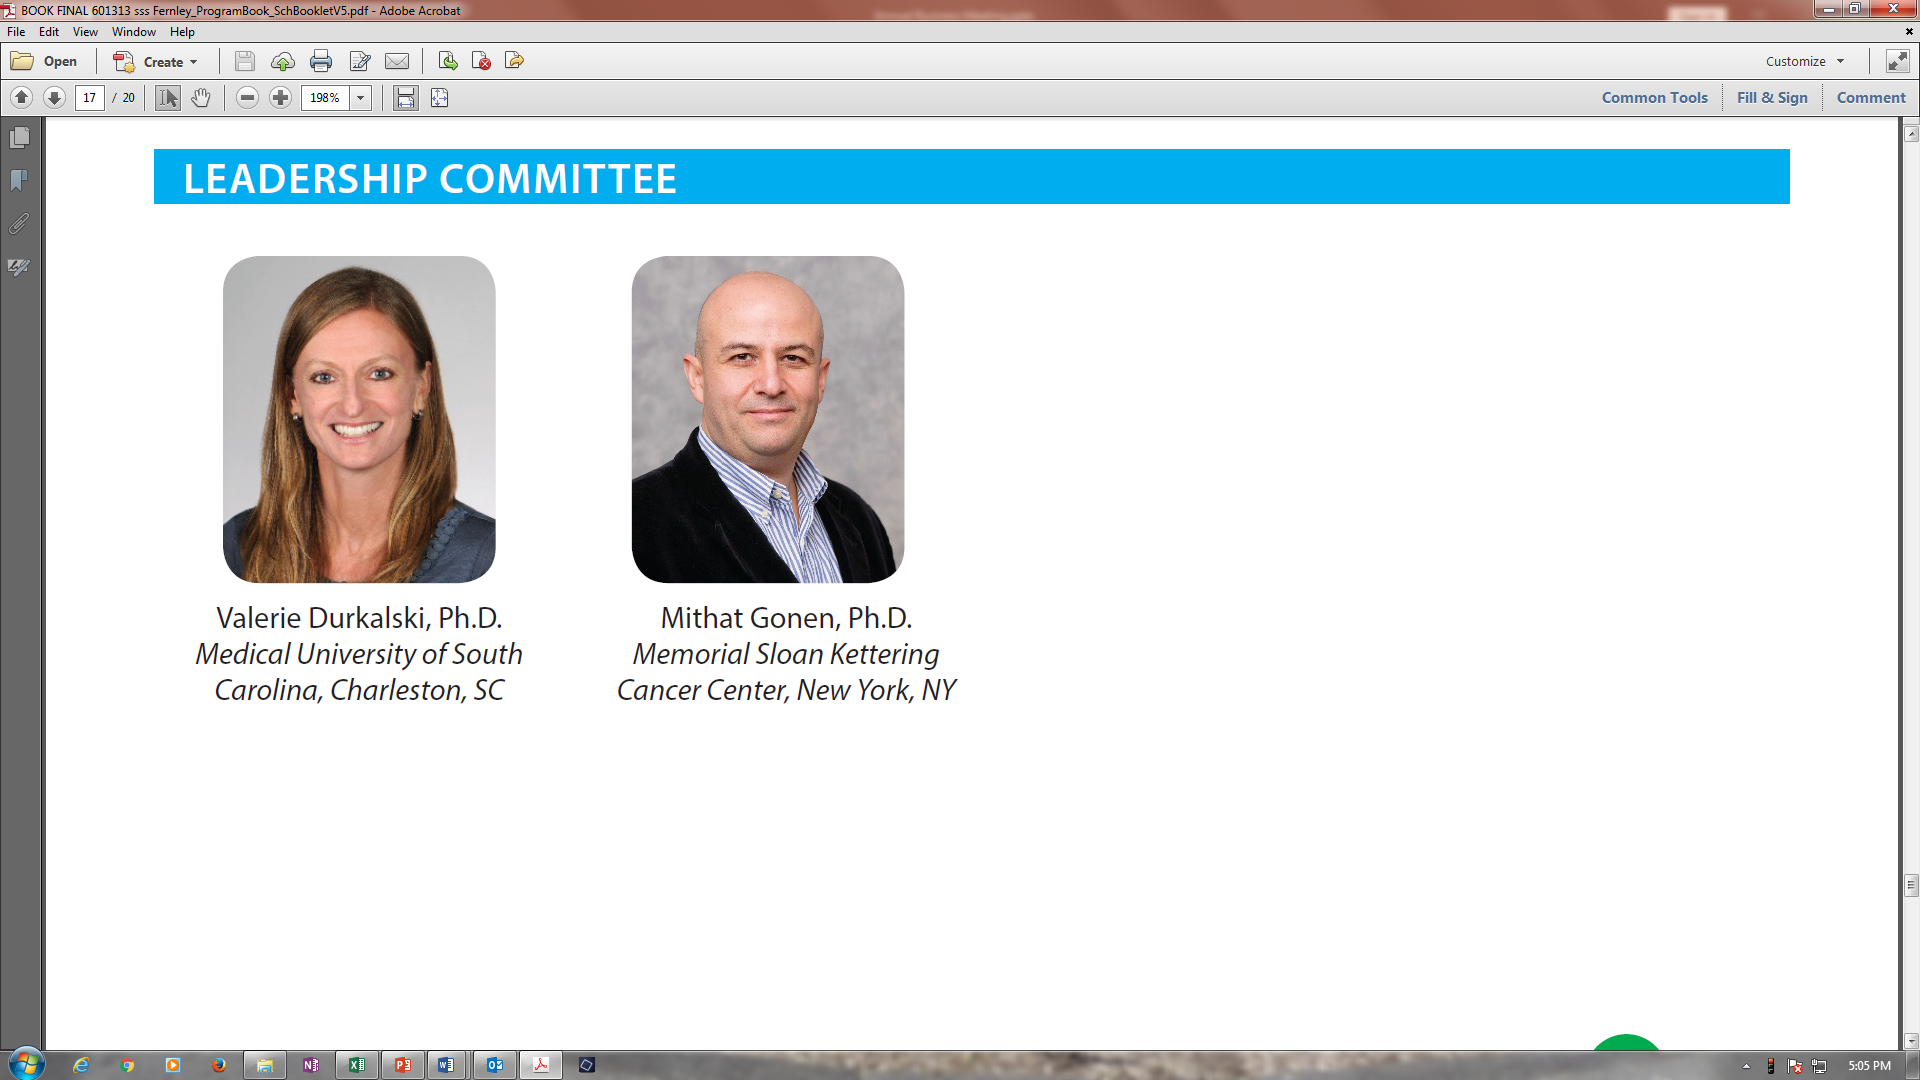 BOOK FINAL 601313 sss Fernley_ProgramBook_SchBookletV5.pdf - Adobe Acrobat
File Edit View Window Help
Open Create Customize
17 / 20 198% Common Tools Fill & Sign Comment
LEADERSHIP COMMITTEE
Valerie Durkalski, Ph.D.
Medical University of South
Carolina, Charleston, SC
Mithat Gonen, Ph.D.
Memorial Sloan Kettering
Cancer Center, New York, NY
5:05 PM